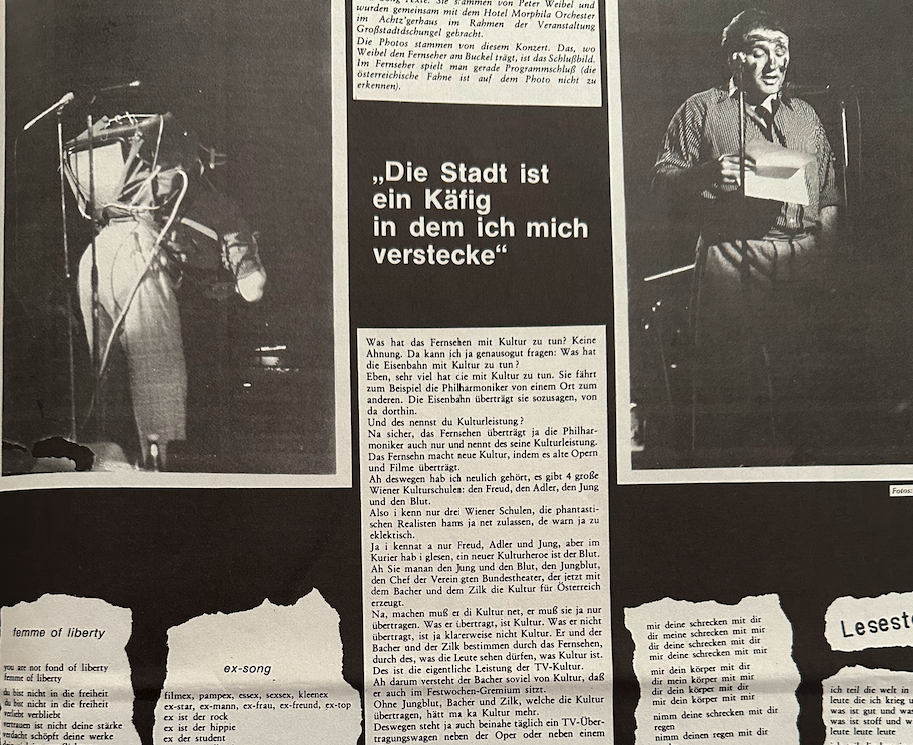 Song Texte. Sie stammen von Peter Weibel und
wurden gemeinsam mit dem Hotel Morphila Orchester
im Achtz'gerhaus im Rahmen der Veranstaltung
Großstadtdschungel gebracht.
Die Photos stammen von diesem Konzert. Das, wo
Weibel den Fernseher am Buckel trägt, ist das Schlußbild.
Im Fernseher spielt man gerade Programmschluß (die
österreichische Fahne ist auf dem Photo nicht zu
erkennen).
„Die Stadt ist
ein Käfig
in dem ich mich
verstecke“
Was hat das Fernsehen mit Kultur zu tun? Keine
Ahnung. Da kann ich ja genausogut fragen: Was hat
die Eisenbahn mit Kultur zu tun?
Eben, sehr viel hat die mit Kultur zu tun. Sie fährt
zum Beispiel die Philharmoniker von einem Ort zum
anderen. Die Eisenbahn überträgt sie sozusagen, von
da dorthin.
Und des nennst du Kulturleistung?
Na sicher, das Fernsehen überträgt ja die Philhar-
moniker auch nur und nennt des seine Kulturleistung.
Das Fernsehn macht neue Kultur, indem es alte Opern
und Filme überträgt.
Ah deswegen hab ich neulich gehört, es gibt 4 große
Wiener Kulturschulen: den Freud, den Adler, den Jung
und den Blut.
Also i kenn nur drei Wiener Schulen, die phantasti-
schen Realisten hams ja net zulassen, de warn ja zu
eklektisch.
Ja i kennat a nur Freud, Adler und Jung, aber im
Kurier hab i glesen, ein neuer Kulturheroe ist der Blut.
Ah Sie manan den Jung und den Blut, den Jungblut,
den Chef der Verein gten Bundestheater, der jetzt mit
dem Bacher und dem Zilk die Kultur für Österreich
erzeugt.
Na, machen muß er di Kultur net, er muß sie ja nur
übertragen. Was er übertragt, ist Kultur. Was er nicht
übertragt, ist ja klarerweise nicht Kultur. Er und der
Bacher und der Zilk bestimmen durch das Fernsehen,
durch des, was die Leute sehen dürfen, was Kultur ist.
Des ist die eigentliche Leistung der TV-Kultur.
Ah darum versteht der Bacher soviel von Kultur, daß
er auch im Festwochen-Gremium sitzt.
Ohne Jungblut, Bacher und Zilk, welche die Kultur
übertragen, hätt ma ka Kultur mehr.
Deswegen steht ja auch beinahe täglich ein TV-Über-
tragungswagen neben der Oper oder neben einem
Fotos:
femme of liberty
you are not fond of liberty
femme of liberty
du bist nicht in die freiheit
du bist nicht in die freiheit
verliebt verbliebt
vertrauem ist nicht deine stärke
verdacht schöpft deine werke
ex-song
filmex, pampex, essex, sexsex, kleenex
ex-star, ex-mann, ex-frau, ex-freund, ex-top
ex ist der rock
ex ist der hippie
ex der student
mir deine schrecken mit dir
dir meine schrecken mit mir
dir deine schrecken mit dir
mir deine schrecken mit mir
mir dein körper mit dir
dir mein körper mit mir
dir dein körper mit dir
mir dein körper mit mir
nimm deine schrecken mit dir
regen
nimm deinen regen mit dir
Lesest
ich teil die welt in
leute die ich krieg u
was ist gut und was
was ist stoff und w
leute leute leute